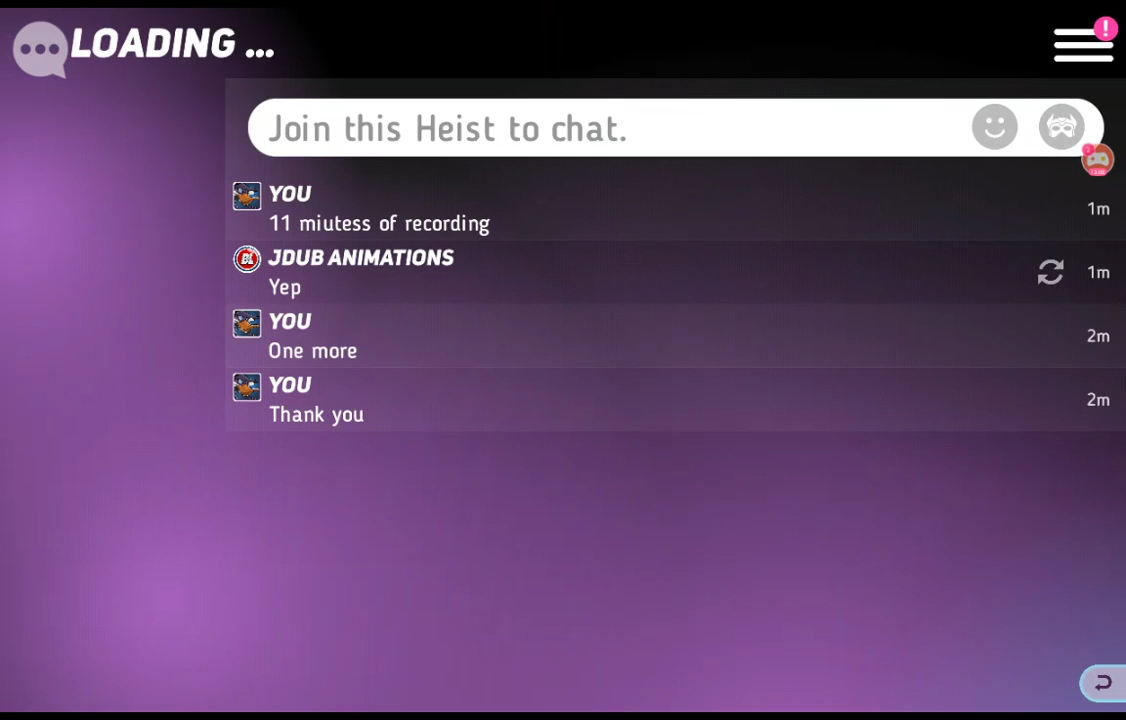 LOADING ...
!
Join this Heist to chat.
YOU
11 miutess of recording
1m
JDUB ANIMATIONS
Yep
1m
YOU
One more
2m
YOU
Thank you
2m